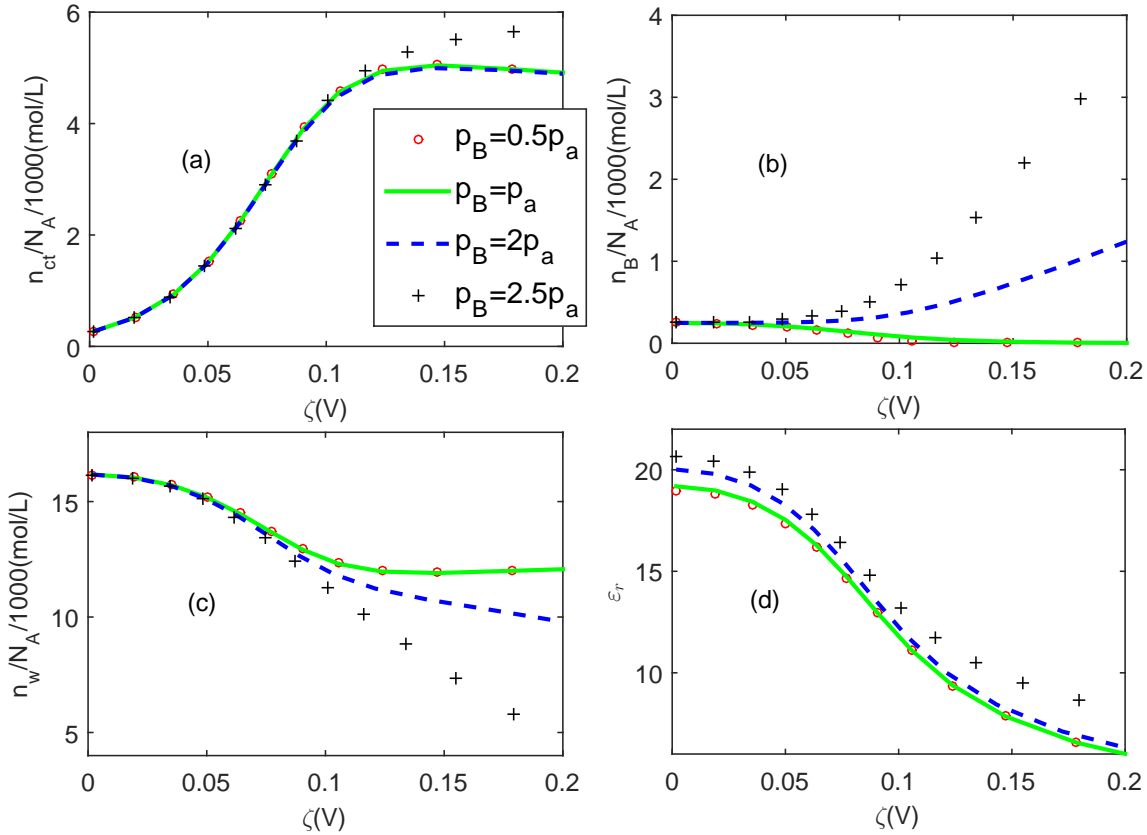 6
4
2
0
n_ct/N_A/1000(mol/L)
(a)
p_B=0.5p_a
p_B=p_a
p_B=2p_a
p_B=2.5p_a
0 0.05 0.1 0.15 0.2
ζ(V)
4
3
2
1
0
n_B/N_A/1000(mol/L)
(b)
0 0.05 0.1 0.15 0.2
ζ(V)
15
10
5
n_w/N_A/1000(mol/L)
(c)
0 0.05 0.1 0.15 0.2
ζ(V)
20
15
10
ε_r
(d)
0 0.05 0.1 0.15 0.2
ζ(V)